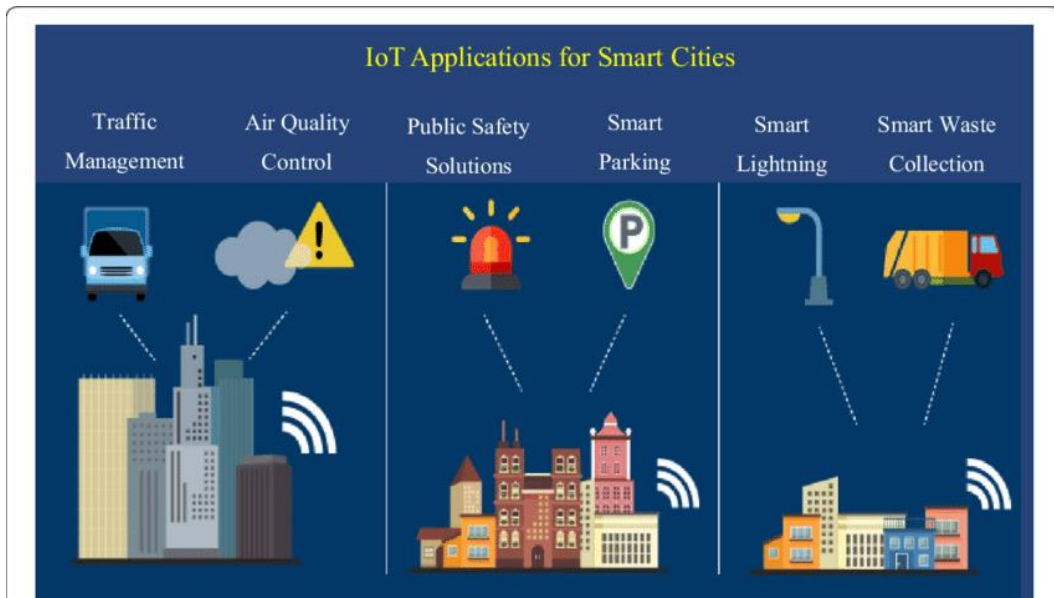 IoT Applications for Smart Cities
Traffic
Management
Air Quality
Control
Public Safety
Solutions
Smart
Parking
Smart
Lightning
Smart Waste
Collection
P